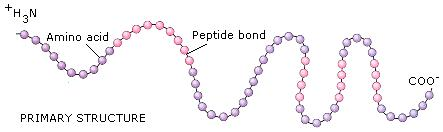 +H3N
Amino acid
Peptide bond
COO-
PRIMARY STRUCTURE